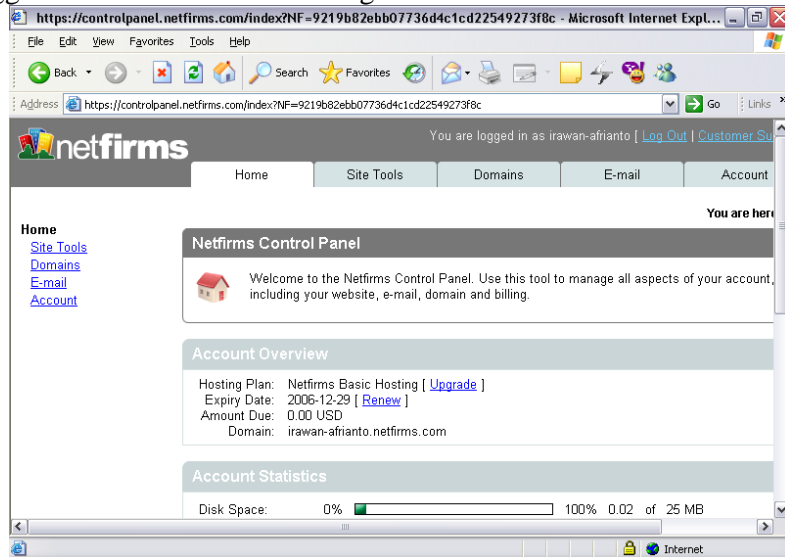 https://controlpanel.netfirms.com/index?NF=9219b82ebb07736d4c1cd22549273f8c - Microsoft Internet Expl...
File Edit View Favorites Tools Help
Back Search Favorites
Address https://controlpanel.netfirms.com/index?NF=9219b82ebb07736d4c1cd22549273f8c Go Links »
netfirms
You are logged in as irawan-afrianto [ Log Out | Customer Su
Home Site Tools Domains E-mail Account
You are here
Home
Site Tools
Domains
E-mail
Account
Netfirms Control Panel
Welcome to the Netfirms Control Panel. Use this tool to manage all aspects of your account,
including your website, e-mail, domain and billing.
Account Overview
Hosting Plan: Netfirms Basic Hosting [ Upgrade ]
Expiry Date: 2006-12-29 [ Renew ]
Amount Due: 0.00 USD
Domain: irawan-afrianto.netfirms.com
Account Statistics
Disk Space: 0% 100% 0.02 of 25 MB
Internet